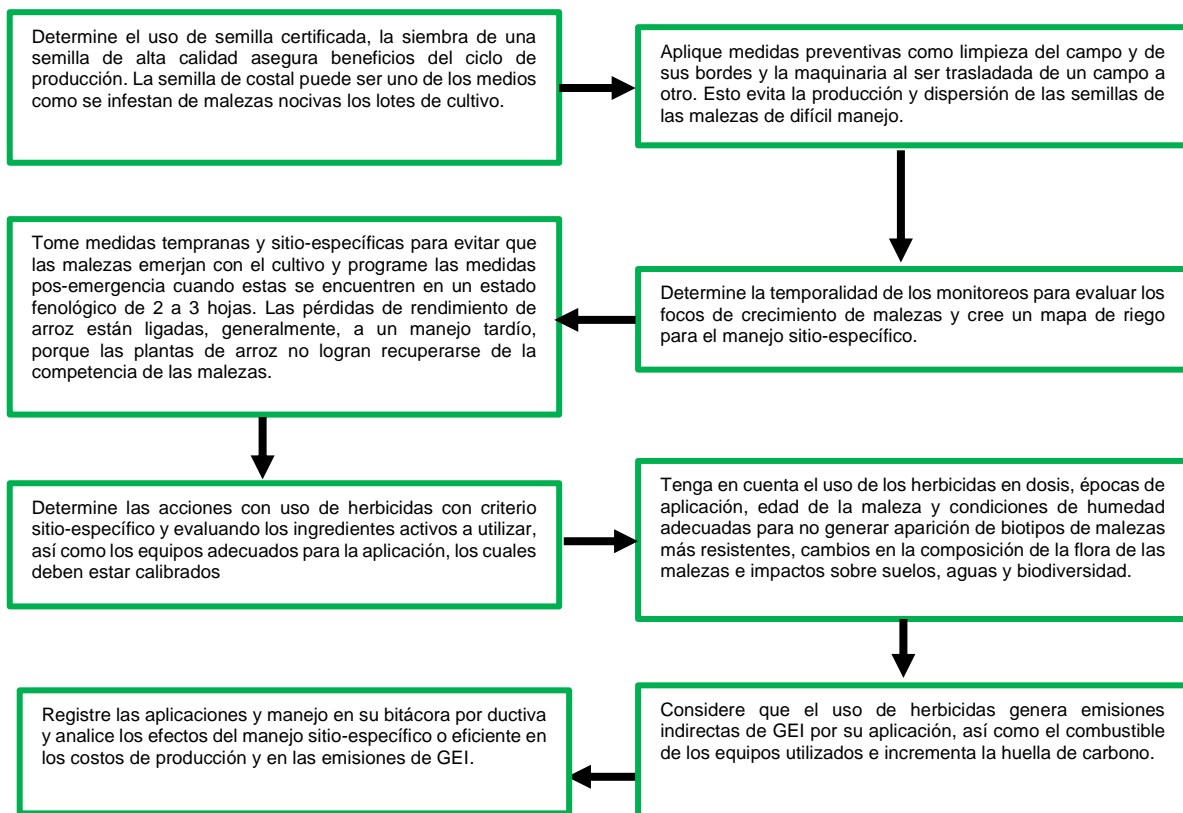 Determine el uso de semilla certificada, la siembra de una
semilla de alta calidad asegura beneficios del ciclo de
producción. La semilla de costal puede ser uno de los medios
como se infestan de malezas nocivas los lotes de cultivo.
Aplique medidas preventivas como limpieza del campo y de
sus bordes y la maquinaria al ser trasladada de un campo a
otro. Esto evita la producción y dispersión de las semillas de
las malezas de difícil manejo.
Determine la temporalidad de los monitoreos para evaluar los
focos de crecimiento de malezas y cree un mapa de riego
para el manejo sitio-específico.
Tome medidas tempranas y sitio-específicas para evitar que
las malezas emerjan con el cultivo y programe las medidas
pos-emergencia cuando estas se encuentren en un estado
fenológico de 2 a 3 hojas. Las pérdidas de rendimiento de
arroz están ligadas, generalmente, a un manejo tardío,
porque las plantas de arroz no logran recuperarse de la
competencia de las malezas.
Determine las acciones con uso de herbicidas con criterio
sitio-específico y evaluando los ingredientes activos a utilizar,
así como los equipos adecuados para la aplicación, los cuales
deben estar calibrados
Tenga en cuenta el uso de los herbicidas en dosis, épocas de
aplicación, edad de la maleza y condiciones de humedad
adecuadas para no generar aparición de biotipos de malezas
más resistentes, cambios en la composición de la flora de las
malezas e impactos sobre suelos, aguas y biodiversidad.
Considere que el uso de herbicidas genera emisiones
indirectas de GEI por su aplicación, así como el combustible
de los equipos utilizados e incrementa la huella de carbono.
Registre las aplicaciones y manejo en su bitácora por ductiva
y analice los efectos del manejo sitio-específico o eficiente en
los costos de producción y en las emisiones de GEI.